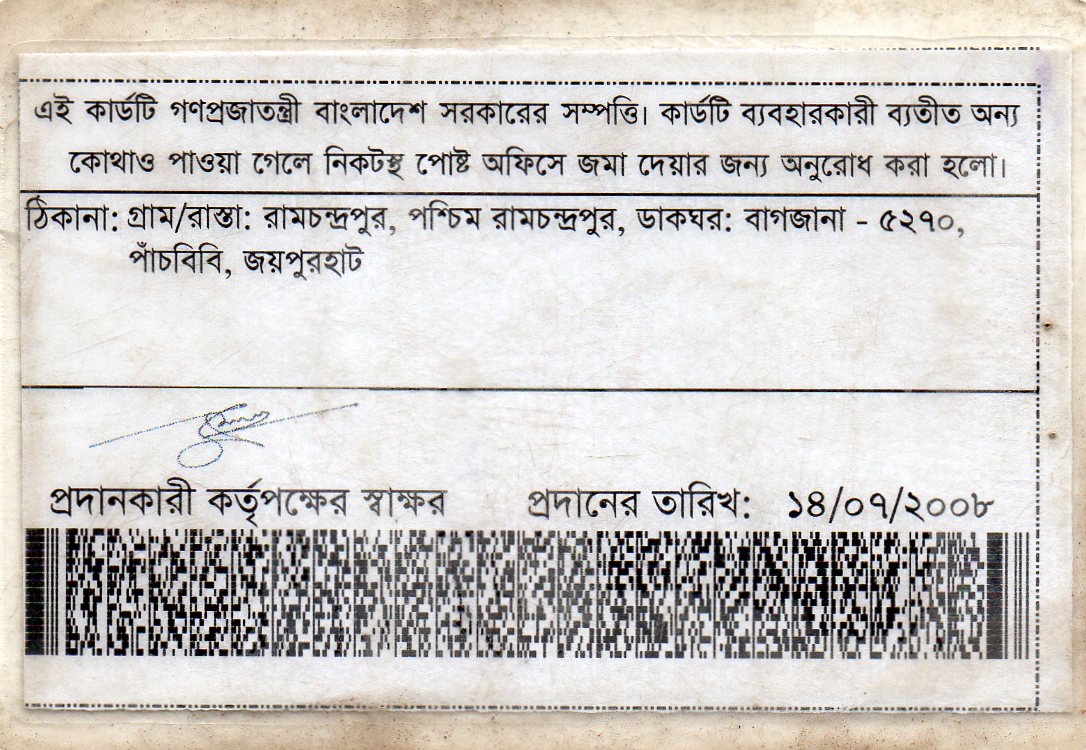 এই কার্ডটি গণপ্রজাতন্ত্রী বাংলাদেশ সরকারের সম্পত্তি। কার্ডটি ব্যবহারকারী ব্যতীত অন্য
কোথাও পাওয়া গেলে নিকটস্থ পোষ্ট অফিসে জমা দেয়ার জন্য অনুরোধ করা হলো।
ঠিকানা: গ্রাম/রাস্তা: রামচন্দ্রপুর, পশ্চিম রামচন্দ্রপুর, ডাকঘর: বাগজানা - ৫২৭০,
পাঁচবিবি, জয়পুরহাট
প্রদানকারী কর্তৃপক্ষের স্বাক্ষর প্রদানের তারিখ: ১৪/০৭/২০০৮